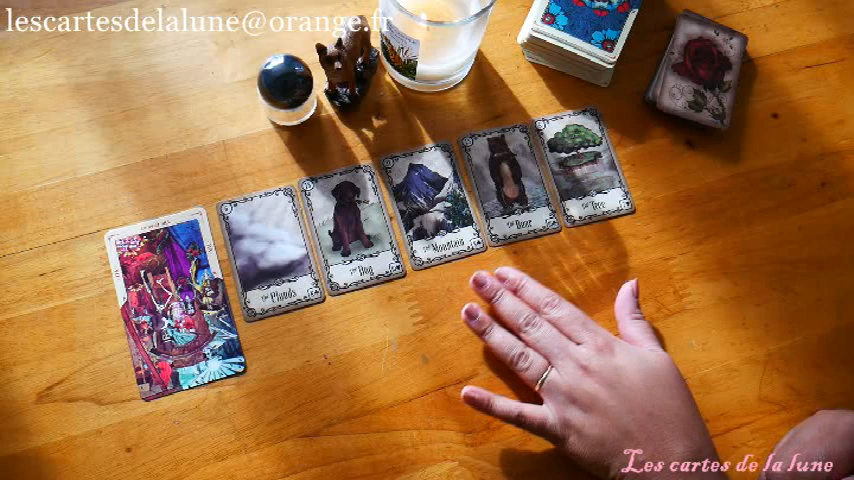 lescartesdelalune@orange.fr
The Clouds
The Dog
The Mountain
The Bear
The Tree
Les cartes de la lune